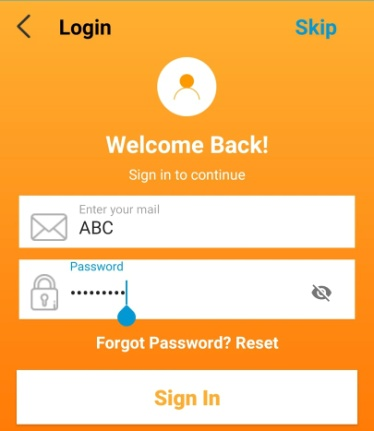 Login
Skip
Welcome Back!
Sign in to continue
Enter your mail
ABC
Password
•••••••••
Forgot Password? Reset
Sign In